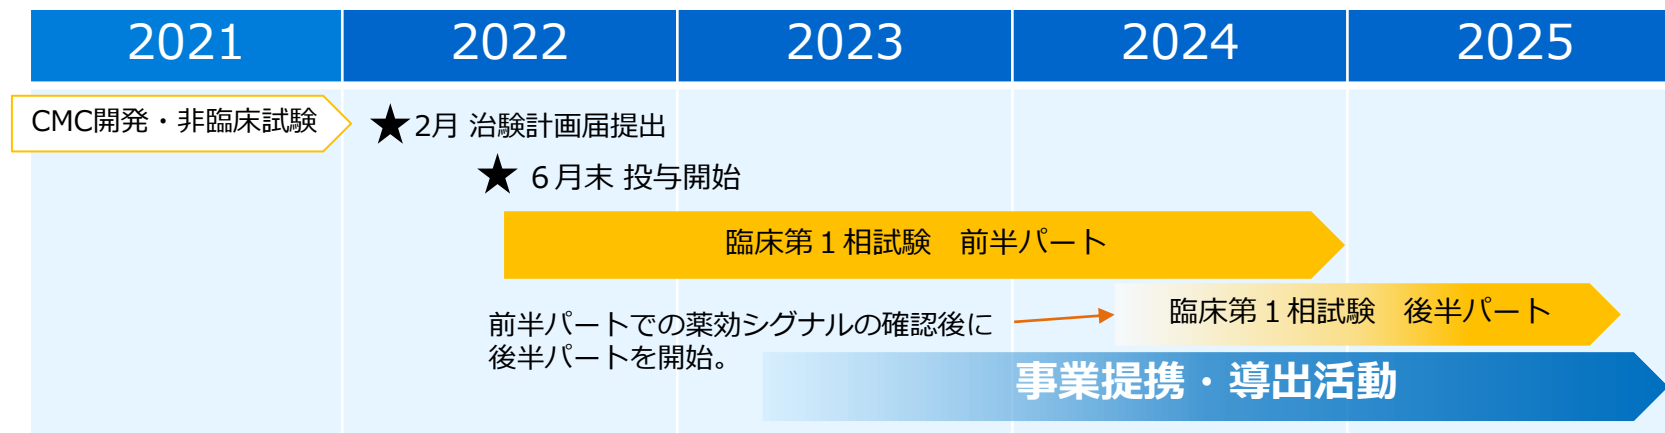 2021 2022 2023 2024 2025
CMC開発・非臨床試験
★2月 治験計画届提出
★ 6月末 投与開始
臨床第1相試験　前半パート
臨床第1相試験　後半パート
前半パートでの薬効シグナルの確認後に
後半パートを開始。
事業提携・導出活動